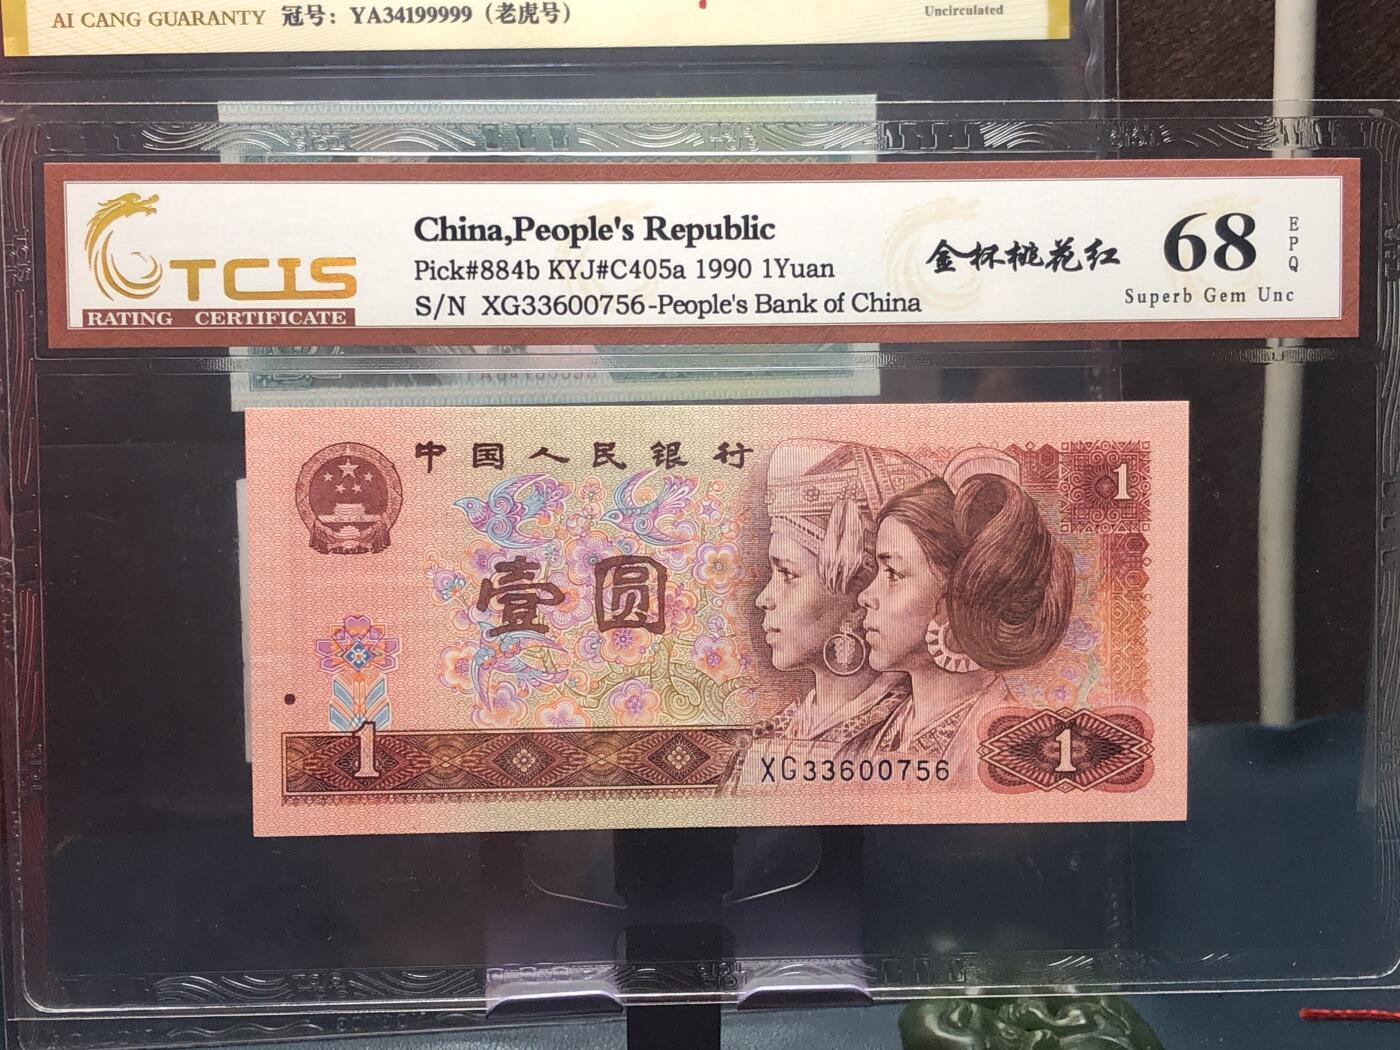 AI CANG GUARANTY 冠号：YA34199999（老虎号）
Uncirculated
TCIS
RATING CERTIFICATE
China,People's Republic
Pick#884b KYJ#C405a 1990 1Yuan
S/N XG33600756-People's Bank of China
金杯桃花红
68
EPQ
Superb Gem Unc
中国人民银行
1
壹圆
1
XG33600756
1